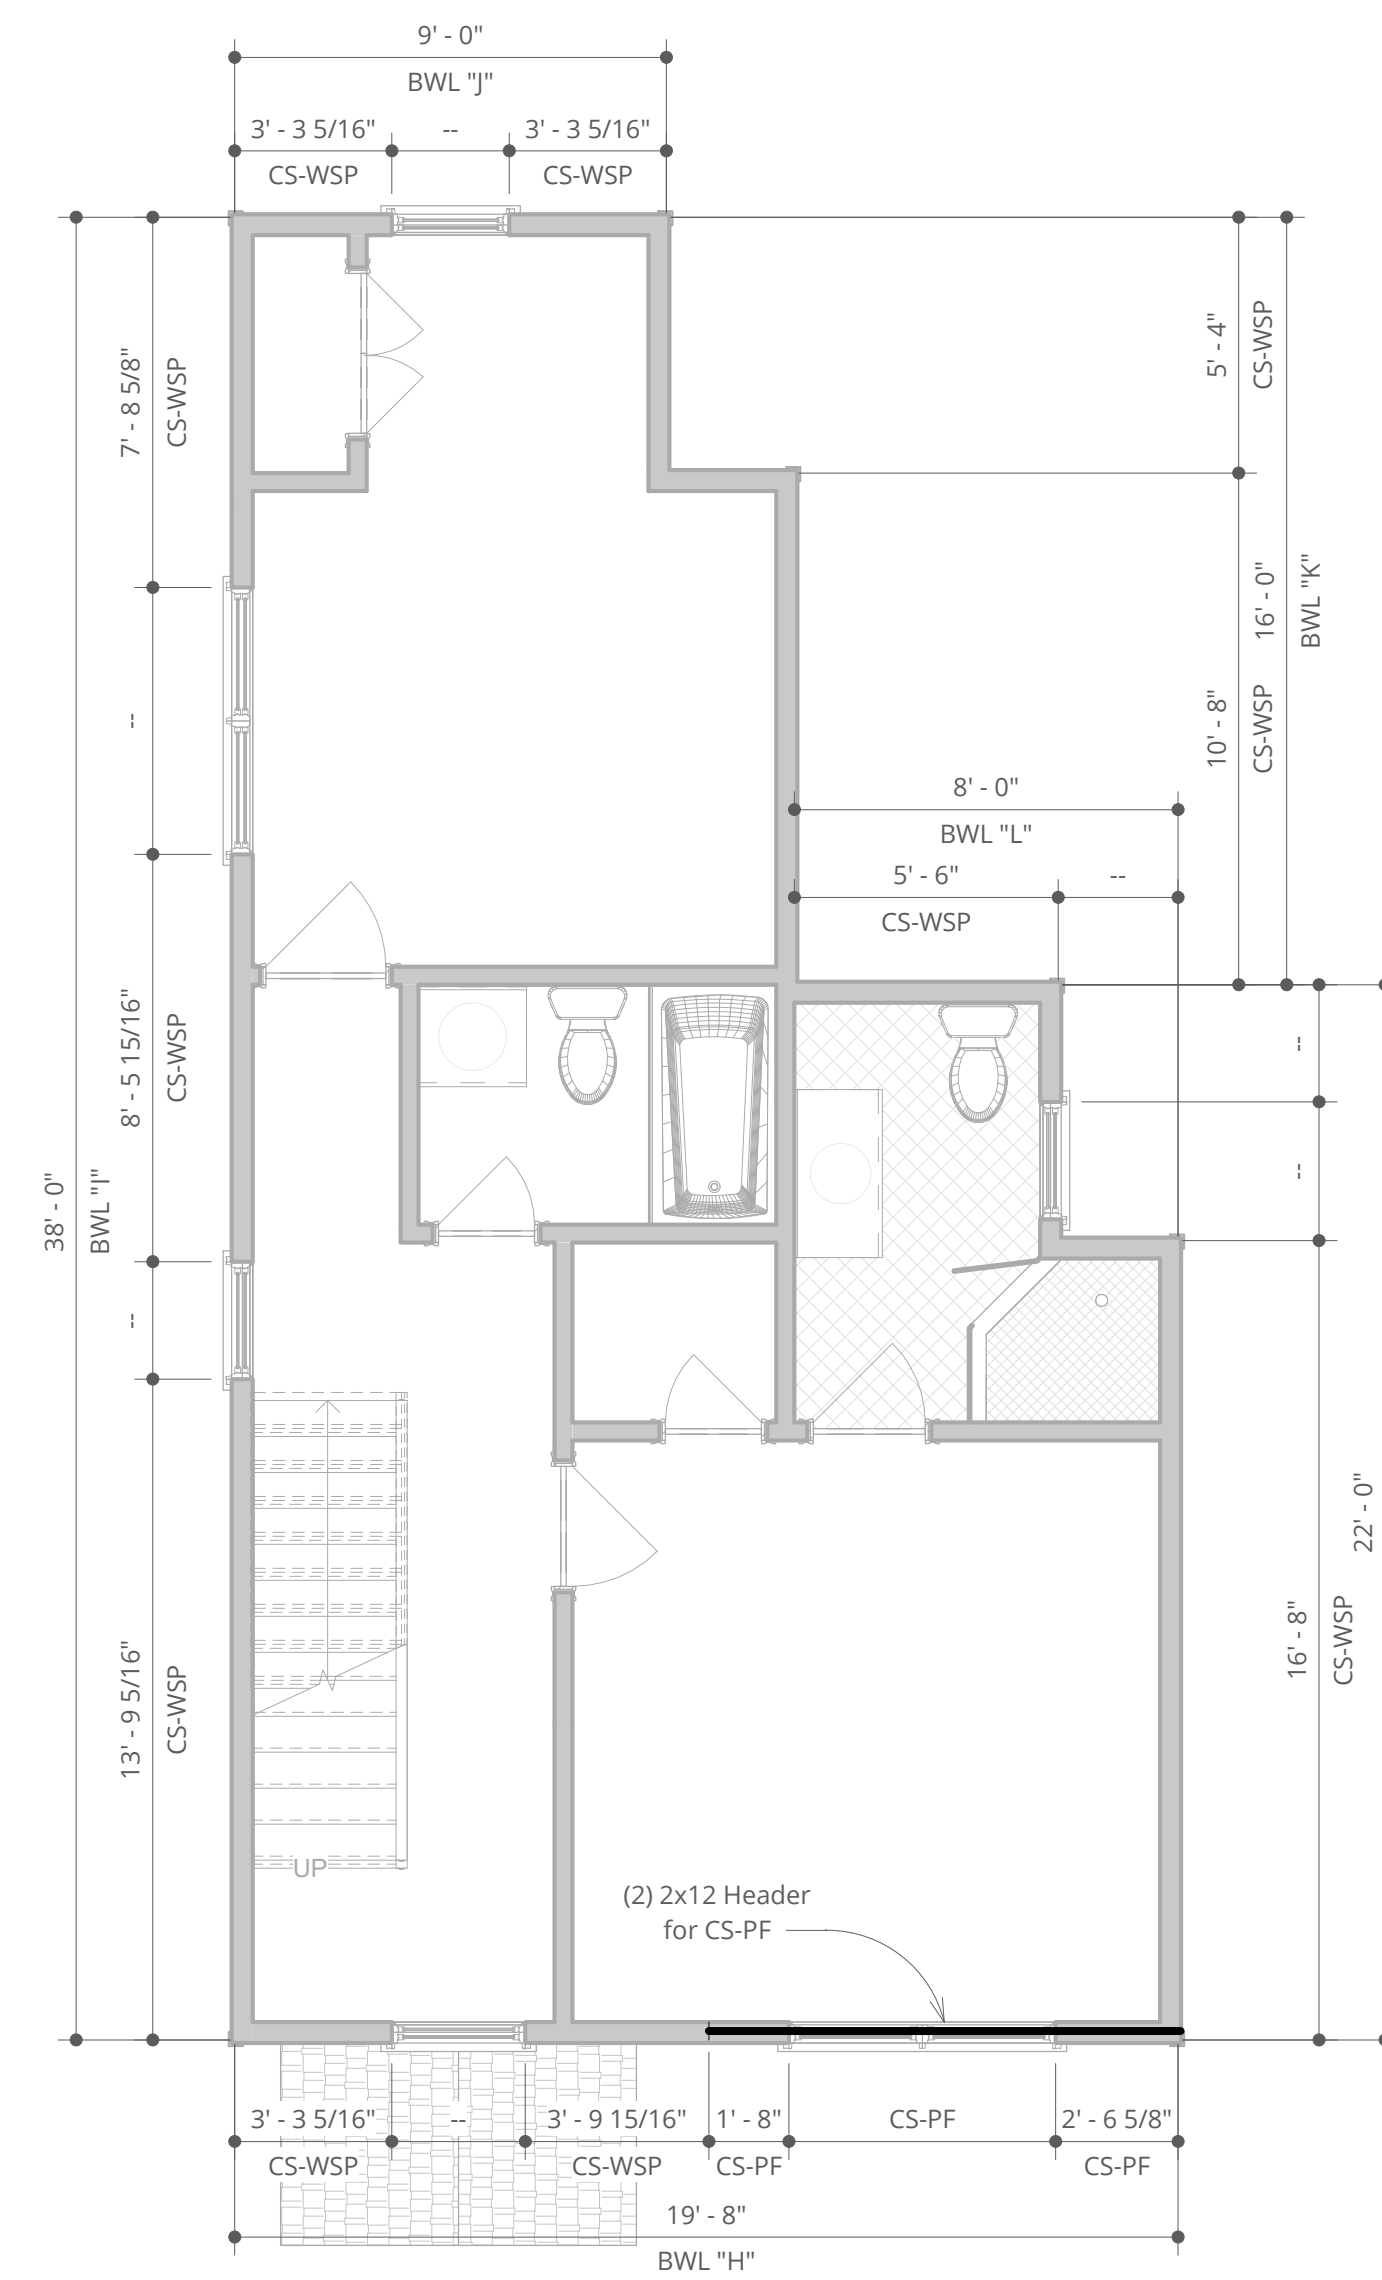 9' - 0"
BWL "J"
3' - 3 5/16"
--
3' - 3 5/16"
CS-WSP
CS-WSP
7' - 8 5/8"
CS-WSP
5' - 4"
CS-WSP
16' - 0"
BWL "K"
10' - 8"
CS-WSP
--
8' - 0"
BWL "L"
5' - 6"
--
CS-WSP
8' - 5 15/16"
CS-WSP
--
--
38' - 0"
BWL "I"
--
22' - 0"
16' - 8"
CS-WSP
13' - 9 5/16"
CS-WSP
UP
(2) 2x12 Header
for CS-PF
3' - 3 5/16"
--
3' - 9 15/16"
1' - 8"
CS-PF
2' - 6 5/8"
CS-WSP
CS-WSP
CS-PF
CS-PF
19' - 8"
BWL "H"